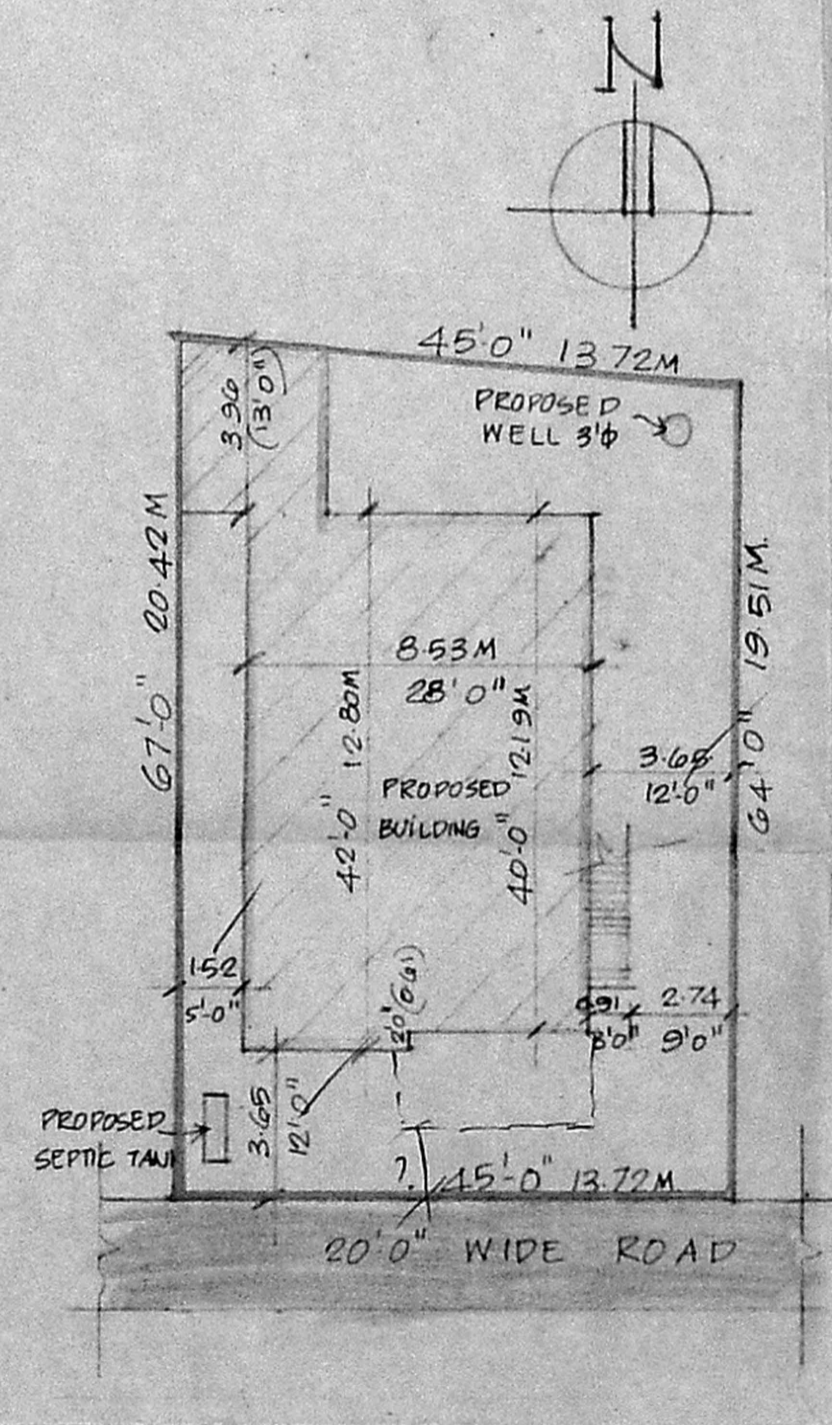 N
45'-0" 13.72M
3.96
(13'0")
PROPOSED
WELL 3'φ
67'-0" 20.42M
64'0" 19.51M.
8.53M
28'0"
42'-0" 12.80M
40'-0" 12.19M
PROPOSED
BUILDING
3.65
12'-0"
1.52
5'-0"
2'0" (0.61)
0.91
3'0"
2.74
9'0"
3.65
12'0"
PROPOSED
SEPTIC TANK
?
45'-0" 13.72M
20'0" WIDE ROAD